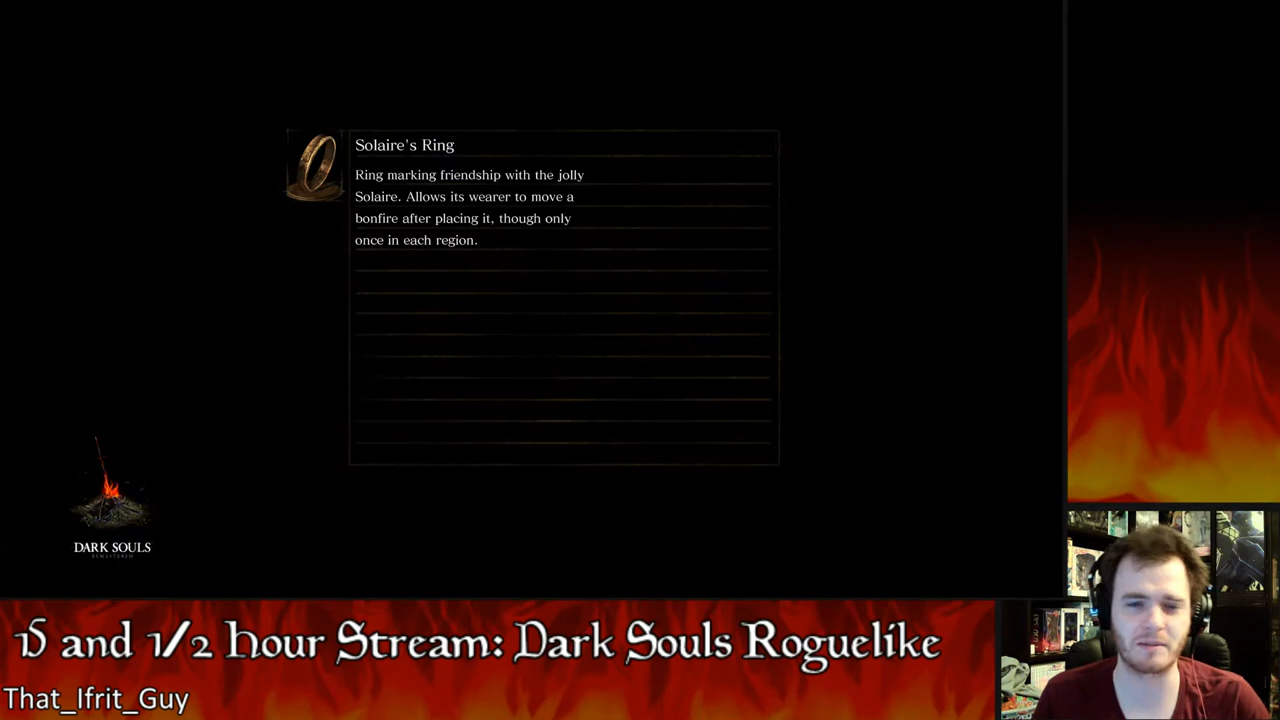 Solaire's Ring
Ring marking friendship with the jolly
Solaire. Allows its wearer to move a
bonfire after placing it, though only
once in each region.
DARK SOULS
REMASTERED
15 and 1/2 Hour Stream: Dark Souls Roguelike
That_Ifrit_Guy